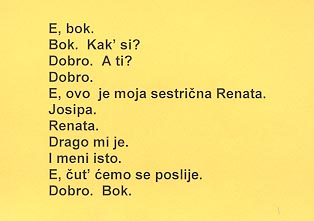 E, bok.
Bok.  Kak' si?
Dobro.  A ti?
Dobro.
E, ovo  je moja sestrična Renata.
Josipa.
Renata.
Drago mi je.
I meni isto.
E, čut' ćemo se poslije.
Dobro.  Bok.